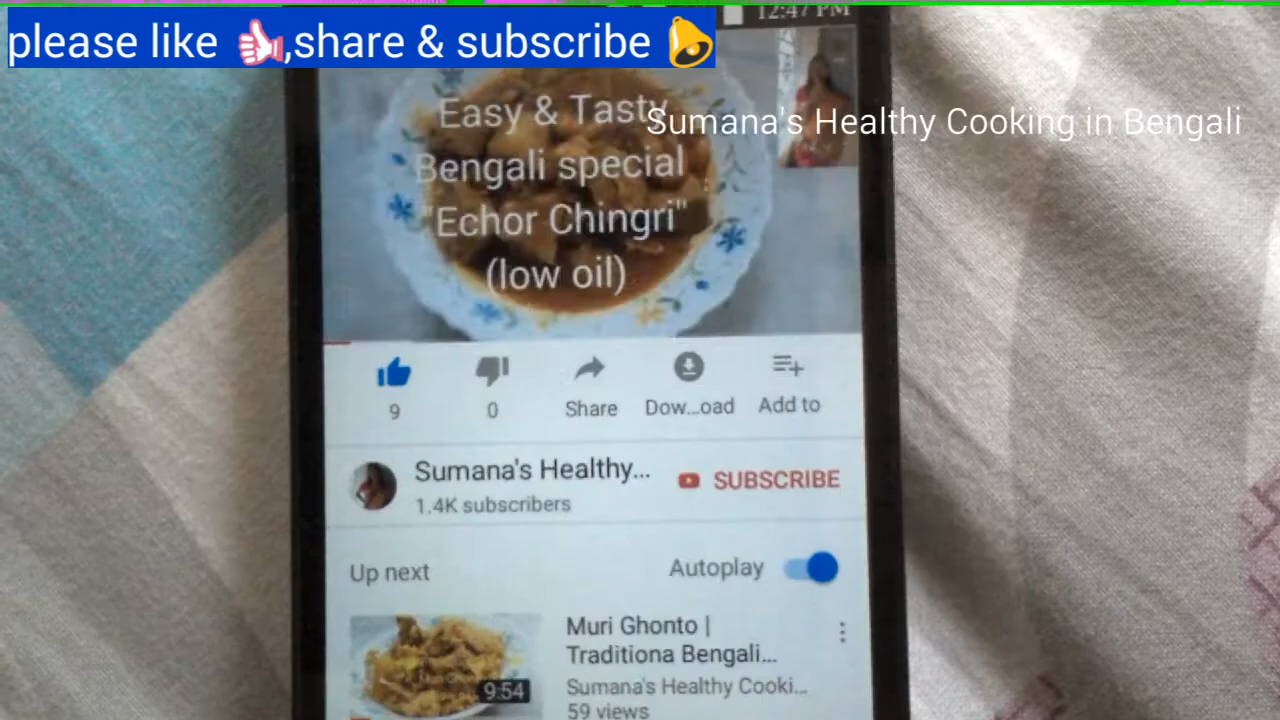 please like 👍,share & subscribe 🔔
12:47 PM
Sumana's Healthy Cooking in Bengali
Easy & Tasty
Bengali special
"Echor Chingri"
(low oil)
9
0
Share
Dow...oad
Add to
Sumana's Healthy...
1.4K subscribers
SUBSCRIBE
Up next
Autoplay
Muri Ghonto |
Traditiona Bengali...
9:54
Sumana's Healthy Cooki...
59 views